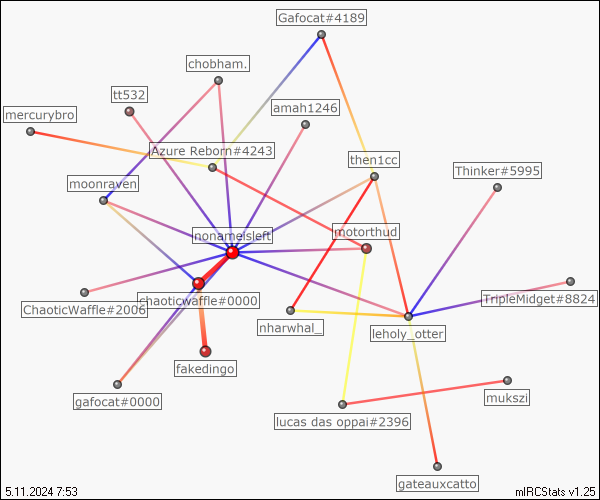 Gafocat#4189
chobham.
tt532
amah1246
mercurybro
Azure Reborn#4243
then1cc
Thinker#5995
moonraven
nonameisleft
motorthud
ChaoticWaffle#2006
chaoticwaffle#0000
TripleMidget#8824
nharwhal_
leholy_otter
fakedingo
gafocat#0000
mukszi
lucas das oppai#2396
gateauxcatto
5.11.2024 7:53
mIRCStats v1.25